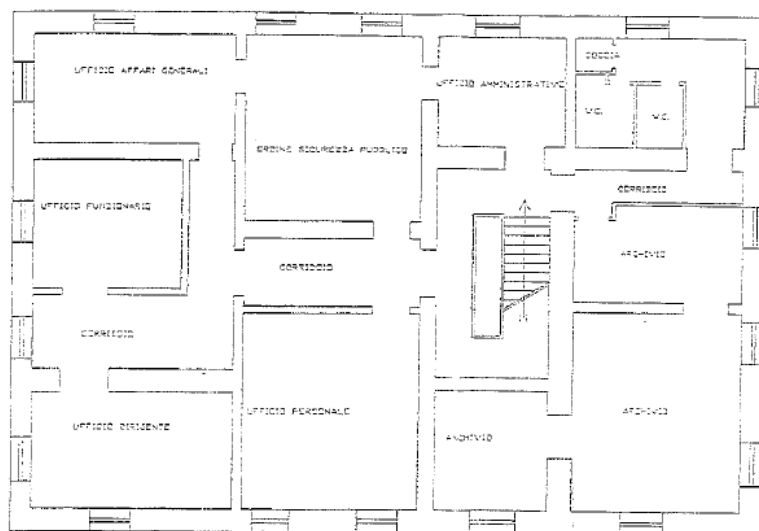 UFFICIO AFFARI GENERALI
DOCCIA
UFFICIO AMMINISTRATIVO
W.C.
W.C.
ORDINE SICUREZZA PUBBLICO
UFFICIO FUNZIONARIO
CORRIDOIO
CORRIDOIO
ARCHIVIO
CORRIDOIO
UFFICIO DIRIGENTE
UFFICIO PERSONALE
ARCHIVIO
ARCHIVIO